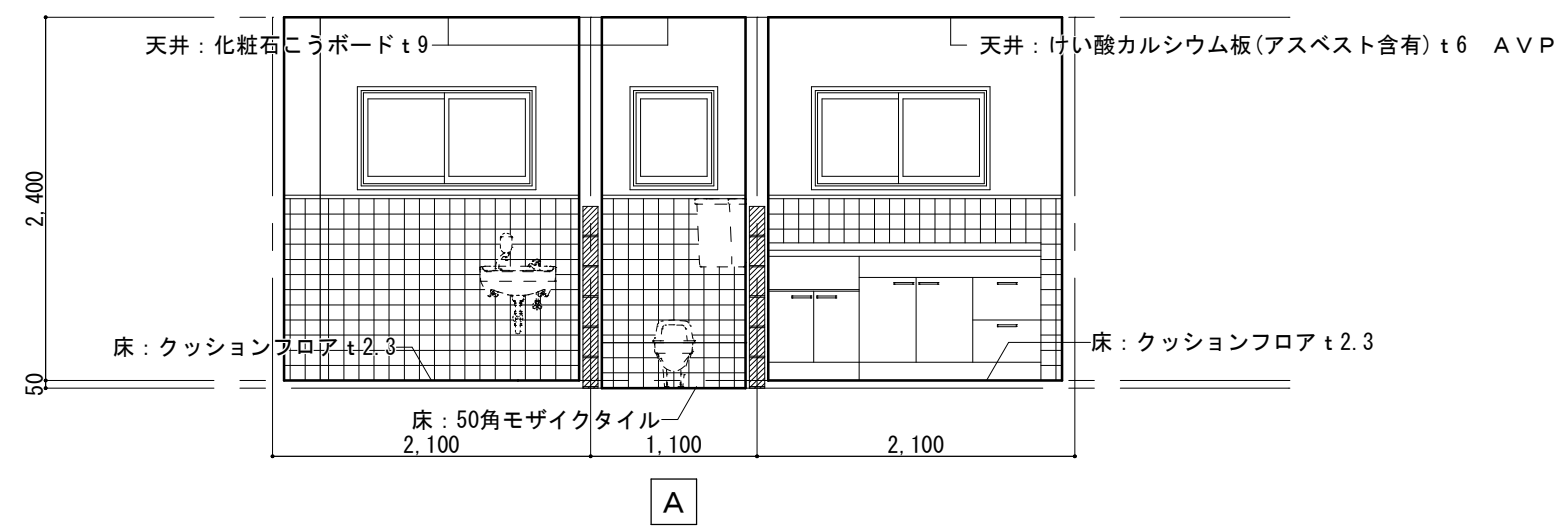 天井：化粧石こうボードｔ9
天井：けい酸カルシウム板(アスベスト含有)ｔ6　ＡＶＰ
2,400
床：クッションフロアｔ2.3
床：クッションフロアｔ2.3
50
床：50角モザイクタイル
2,100
1,100
2,100
A